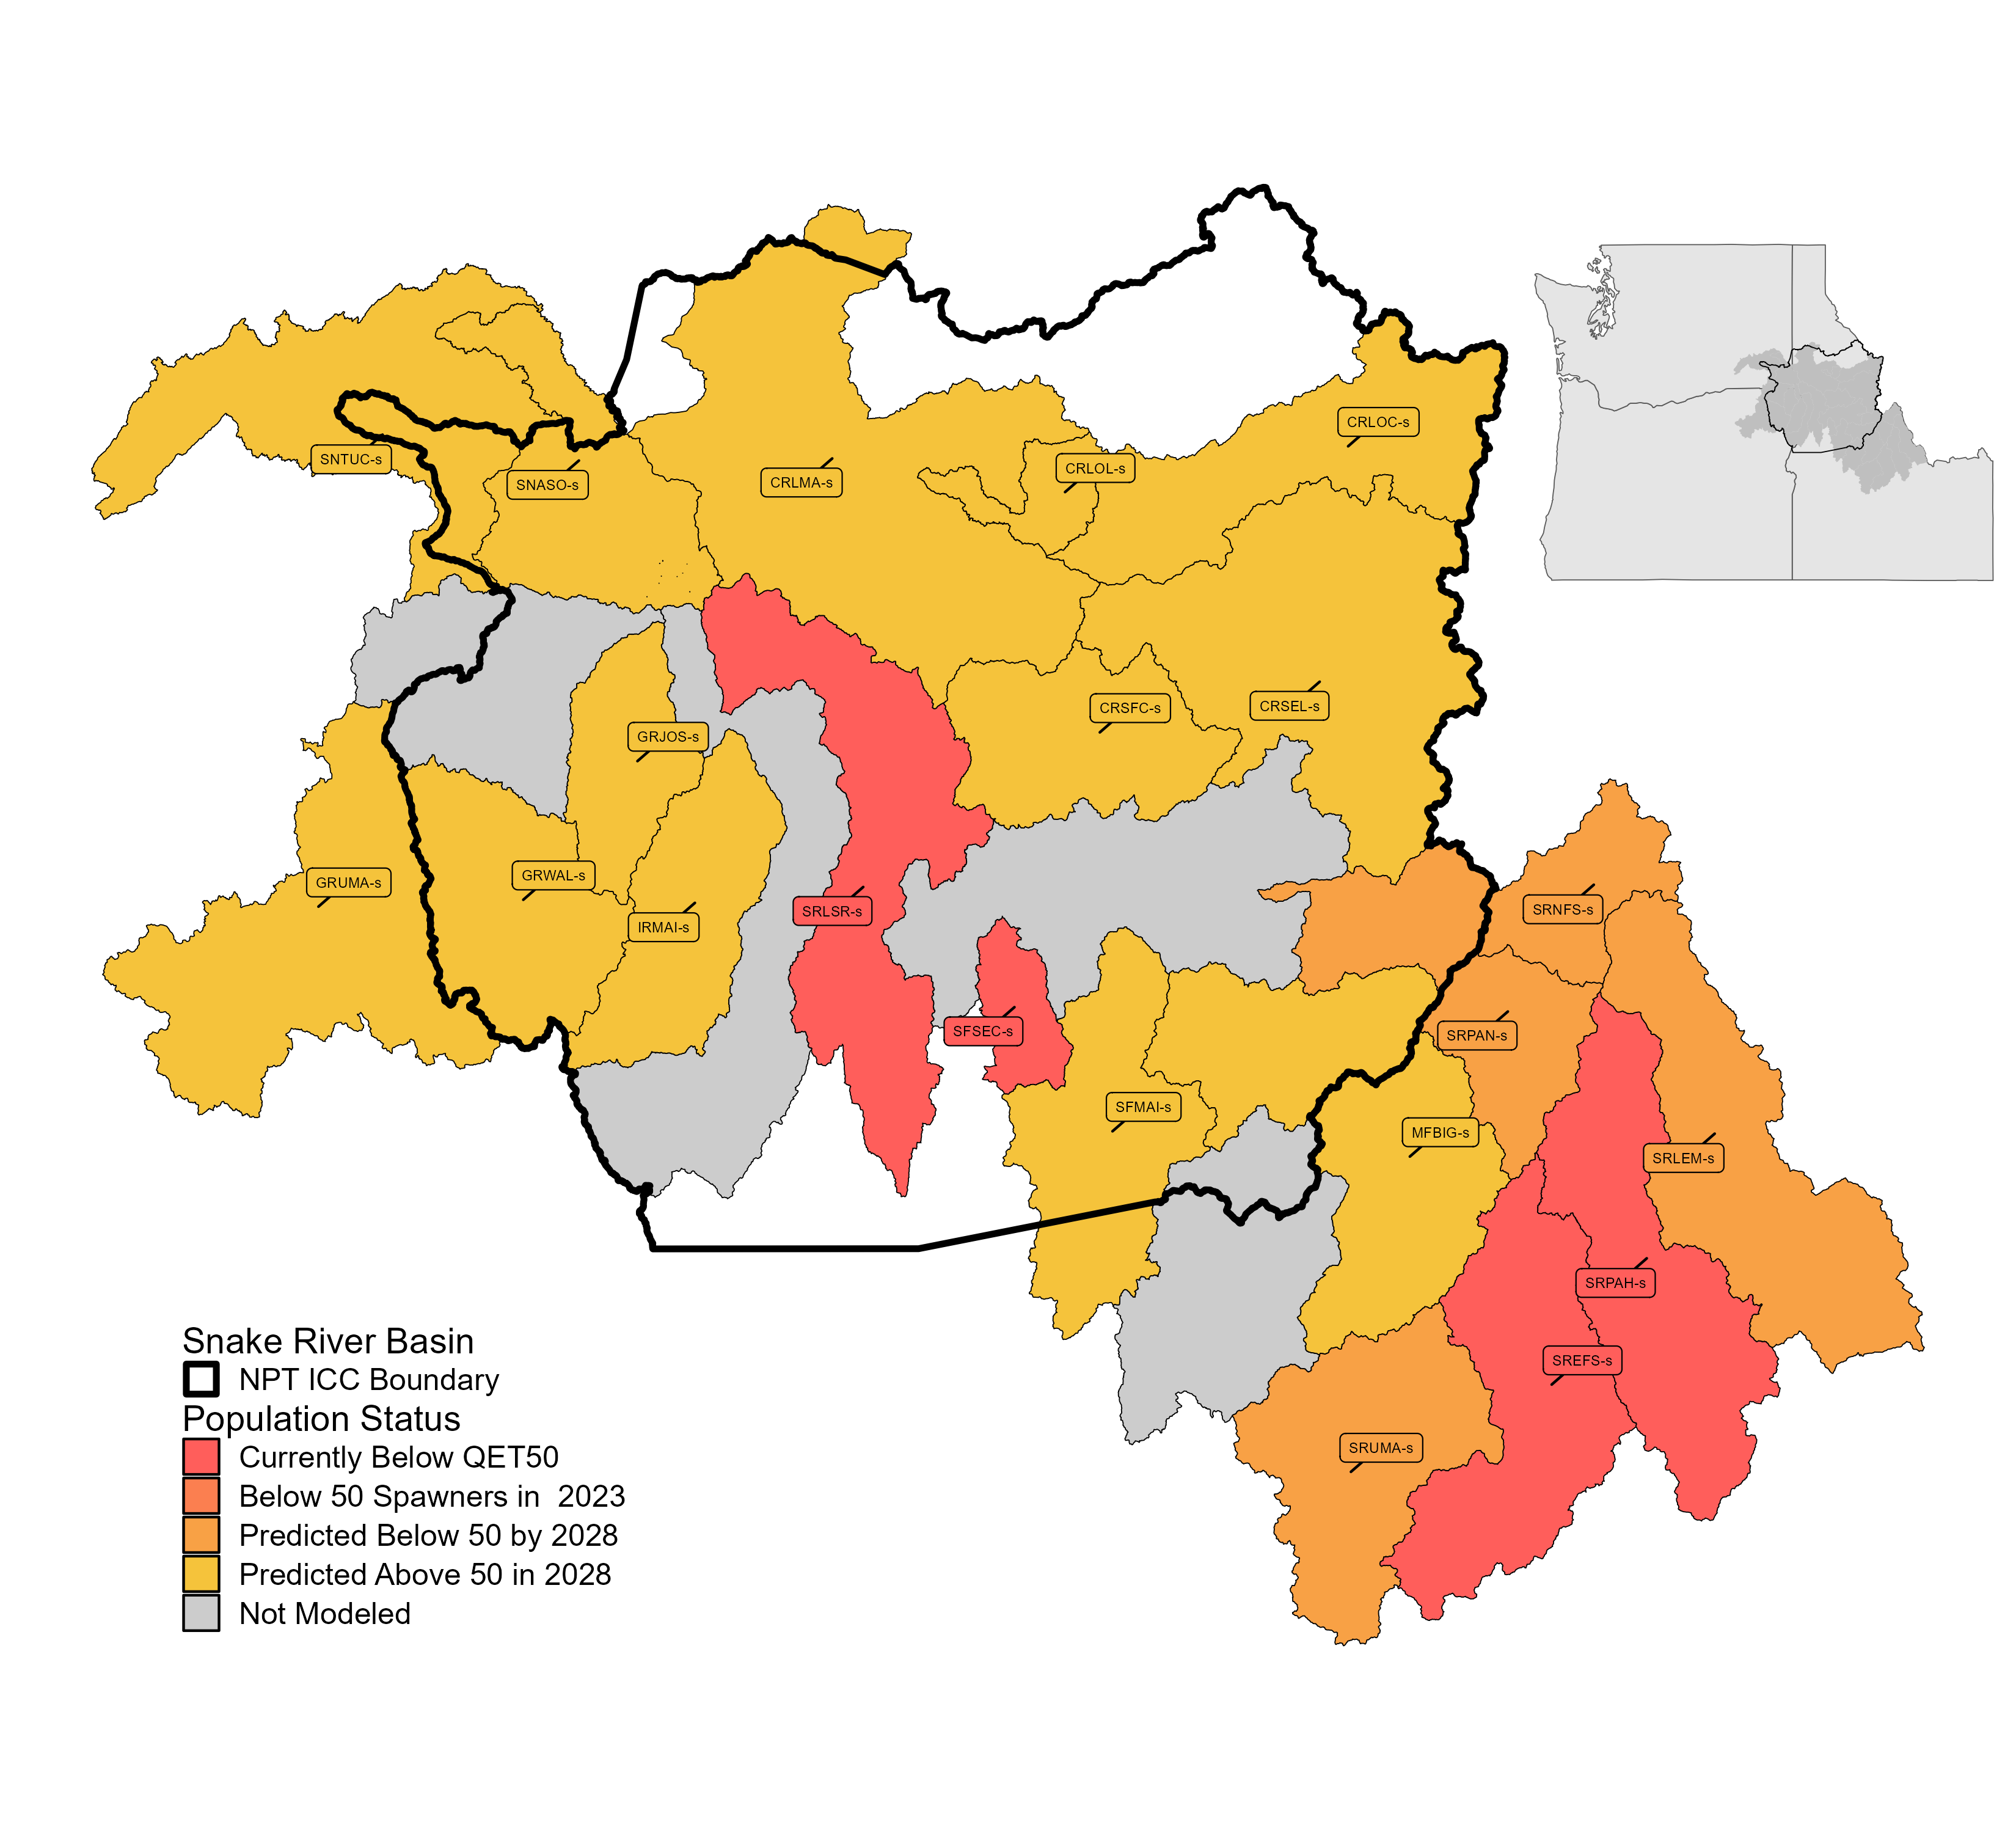 CRLOC-s
SNTUC-s
CRLOL-s
SNASO-s
CRLMA-s
CRSFC-s
CRSEL-s
GRJOS-s
GRUMA-s
GRWAL-s
SRLSR-s
SRNFS-s
IRMAI-s
SFSEC-s
SRPAN-s
SFMAI-s
MFBIG-s
SRLEM-s
SRPAH-s
SREFS-s
SRUMA-s
Snake River Basin
NPT ICC Boundary
Population Status
Currently Below QET50
Below 50 Spawners in  2023
Predicted Below 50 by 2028
Predicted Above 50 in 2028
Not Modeled